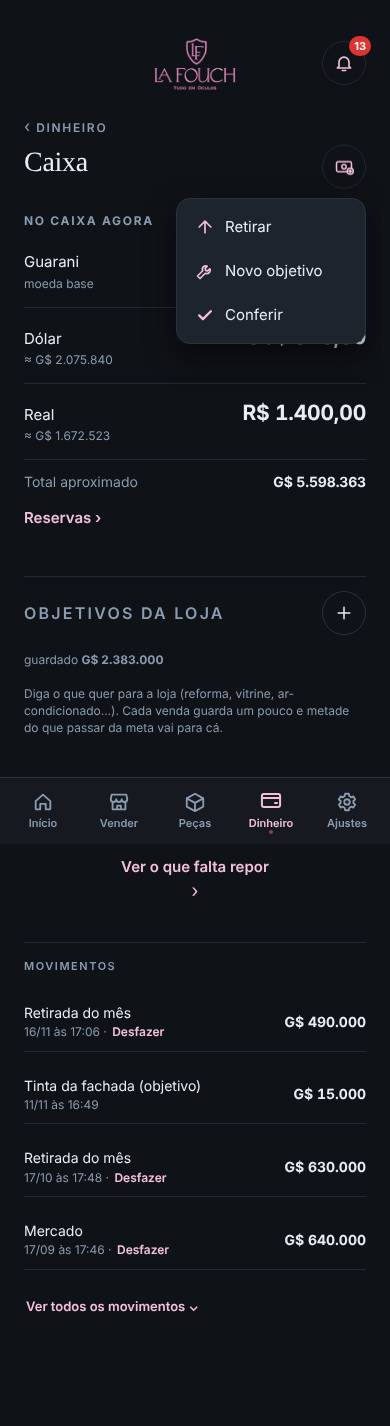 LF
LA FOUCH
TUDO EM OCULOS
13
‹ DINHEIRO
Caixa
NO CAIXA AGORA
Retirar
Novo objetivo
Conferir
Guarani
moeda base
Dólar
≈ G$ 2.075.840
Real
R$ 1.400,00
≈ G$ 1.672.523
Total aproximado G$ 5.598.363
Reservas ›
OBJETIVOS DA LOJA +
guardado G$ 2.383.000
Diga o que quer para a loja (reforma, vitrine, ar-
condicionado...). Cada venda guarda um pouco e metade
do que passar da meta vai para cá.
Início Vender Peças Dinheiro Ajustes
Ver o que falta repor
›
MOVIMENTOS
Retirada do mês G$ 490.000
16/11 às 17:06 · Desfazer
Tinta da fachada (objetivo) G$ 15.000
11/11 às 16:49
Retirada do mês G$ 630.000
17/10 às 17:48 · Desfazer
Mercado G$ 640.000
17/09 às 17:46 · Desfazer
Ver todos os movimentos